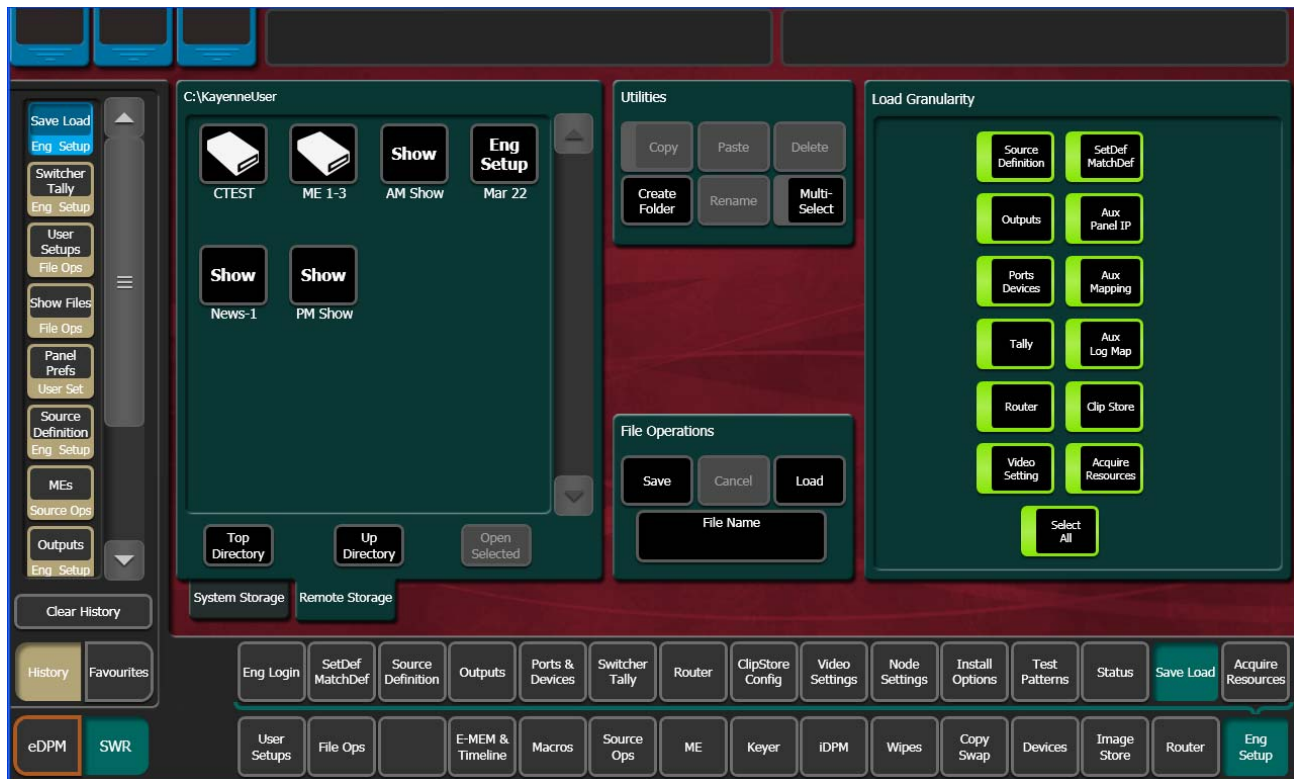 C:\KayenneUser
Utilities
Load Granularity
Save Load
Eng Setup
Switcher
Tally
Eng Setup
User
Setups
File Ops
Show Files
File Ops
Panel
Prefs
User Set
Source
Definition
Eng Setup
MEs
Source Ops
Outputs
Eng Setup
Clear History
History
Favourites
eDPM
SWR
CTEST
ME 1-3
Show
AM Show
Eng
Setup
Mar 22
Show
News-1
Show
PM Show
Top
Directory
Up
Directory
Open
Selected
System Storage
Remote Storage
Copy
Paste
Delete
Create
Folder
Rename
Multi-
Select
File Operations
Save
Cancel
Load
File Name
Source
Definition
SetDef
MatchDef
Outputs
Aux
Panel IP
Ports
Devices
Aux
Mapping
Tally
Aux
Log Map
Router
Clip Store
Video
Setting
Acquire
Resources
Select
All
Eng Login
SetDef
MatchDef
Source
Definition
Outputs
Ports &
Devices
Switcher
Tally
Router
ClipStore
Config
Video
Settings
Node
Settings
Install
Options
Test
Patterns
Status
Save Load
Acquire
Resources
User
Setups
File Ops
E-MEM &
Timeline
Macros
Source
Ops
ME
Keyer
iDPM
Wipes
Copy
Swap
Devices
Image
Store
Router
Eng
Setup